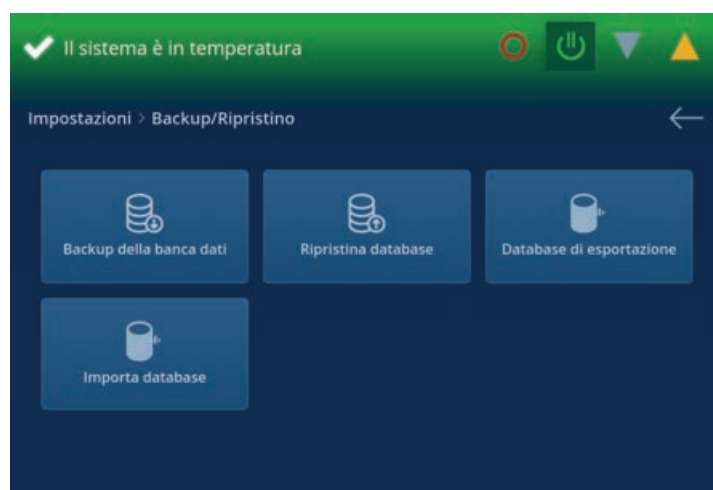 Il sistema è in temperatura
Impostazioni > Backup/Ripristino
Backup della banca dati
Ripristina database
Database di esportazione
Importa database